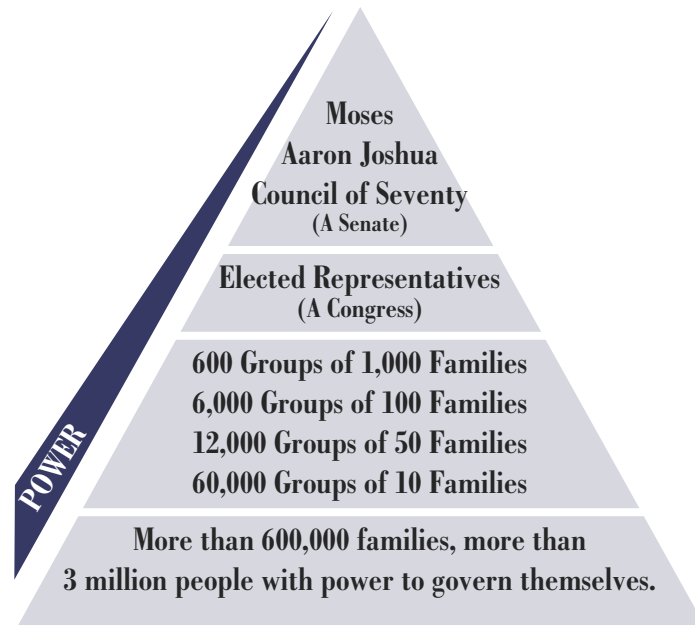 Moses
Aaron Joshua
Council of Seventy
(A Senate)
Elected Representatives
(A Congress)
600 Groups of 1,000 Families
6,000 Groups of 100 Families
12,000 Groups of 50 Families
60,000 Groups of 10 Families
More than 600,000 families, more than
3 million people with power to govern themselves.
POWER